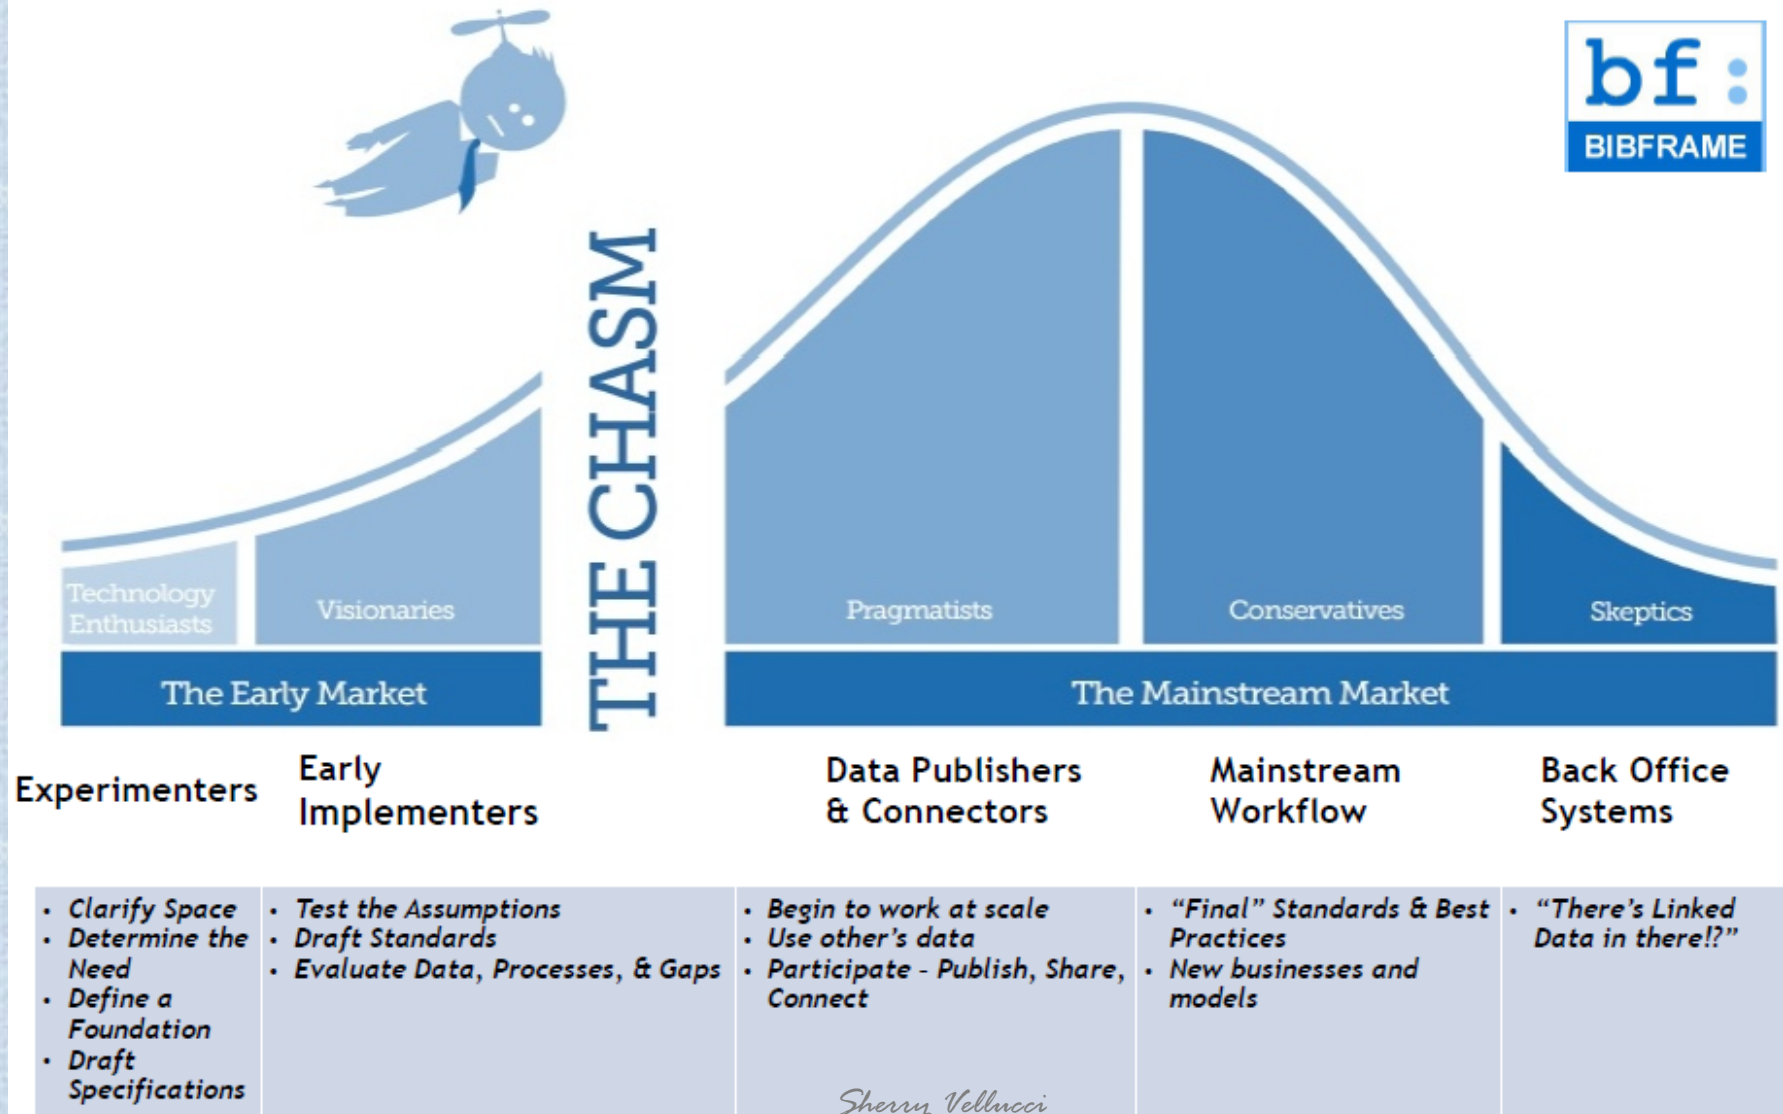 bf:
BIBFRAME
THE CHASM
Technology
Enthusiasts
Visionaries
Pragmatists
Conservatives
Skeptics
The Early Market
The Mainstream Market
Experimenters
Early
Implementers
Data Publishers
& Connectors
Mainstream
Workflow
Back Office
Systems
• Clarify Space
• Determine the
Need
• Define a
Foundation
• Draft
Specifications
• Test the Assumptions
• Draft Standards
• Evaluate Data, Processes, & Gaps
• Begin to work at scale
• Use other's data
• Participate – Publish, Share,
Connect
• “Final” Standards & Best
Practices
• New businesses and
models
• “There's Linked
Data in there!?”
Sherry Vellucci